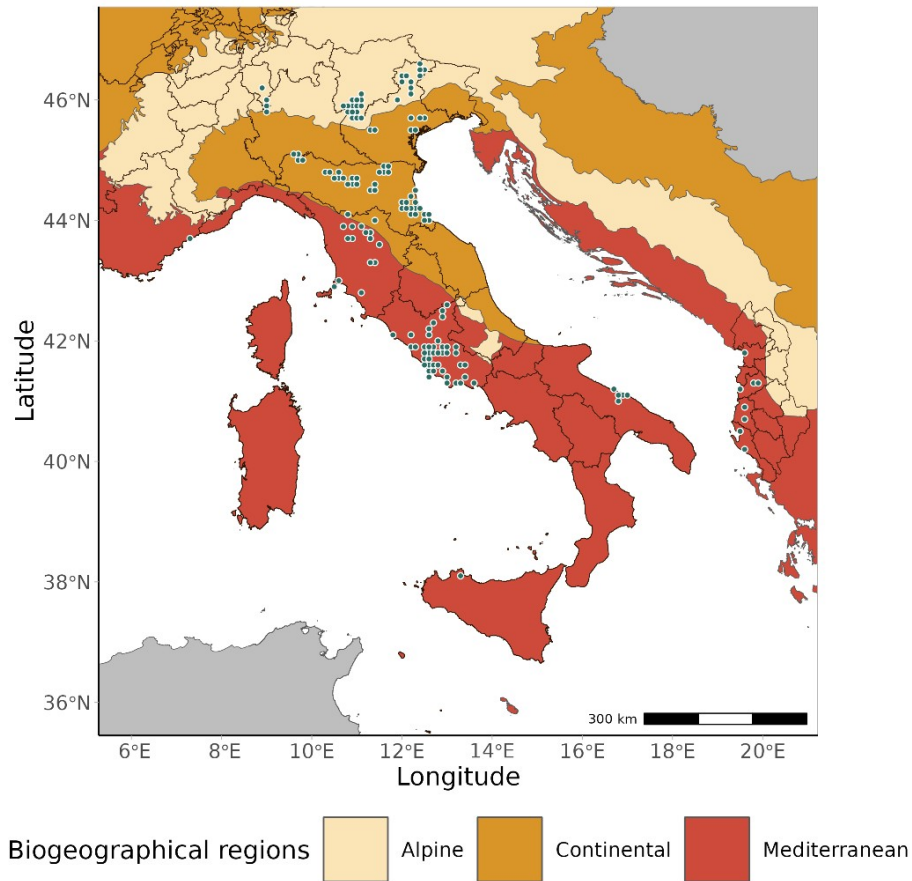 46°N
44°N
42°N
40°N
38°N
36°N
Latitude
300 km
6°E 8°E 10°E 12°E 14°E 16°E 18°E 20°E
Longitude
Biogeographical regions Alpine Continental Mediterranean